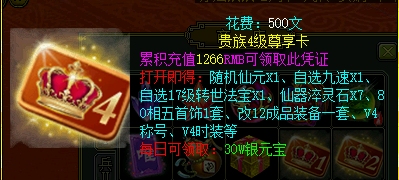 花费：500文
贵族4级尊享卡
累积充值1266RMB可领取此凭证
打开即得：随机仙元X1、自选九速X1、
自选17级转世法宝X1、仙器淬灵石X7、8
0相五首饰1套、改12成品装备一套、V4
称号、v4时装等
每日可领取：30W银元宝
4